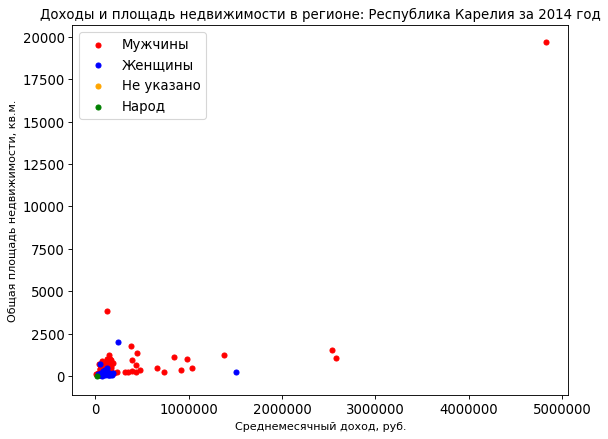 Доходы и площадь недвижимости в регионе: Республика Карелия за 2014 год
Мужчины
Женщины
Не указано
Народ
Общая площадь недвижимости, кв.м.
20000
17500
15000
12500
10000
7500
5000
2500
0
0 1000000 2000000 3000000 4000000 5000000
Среднемесячный доход, руб.